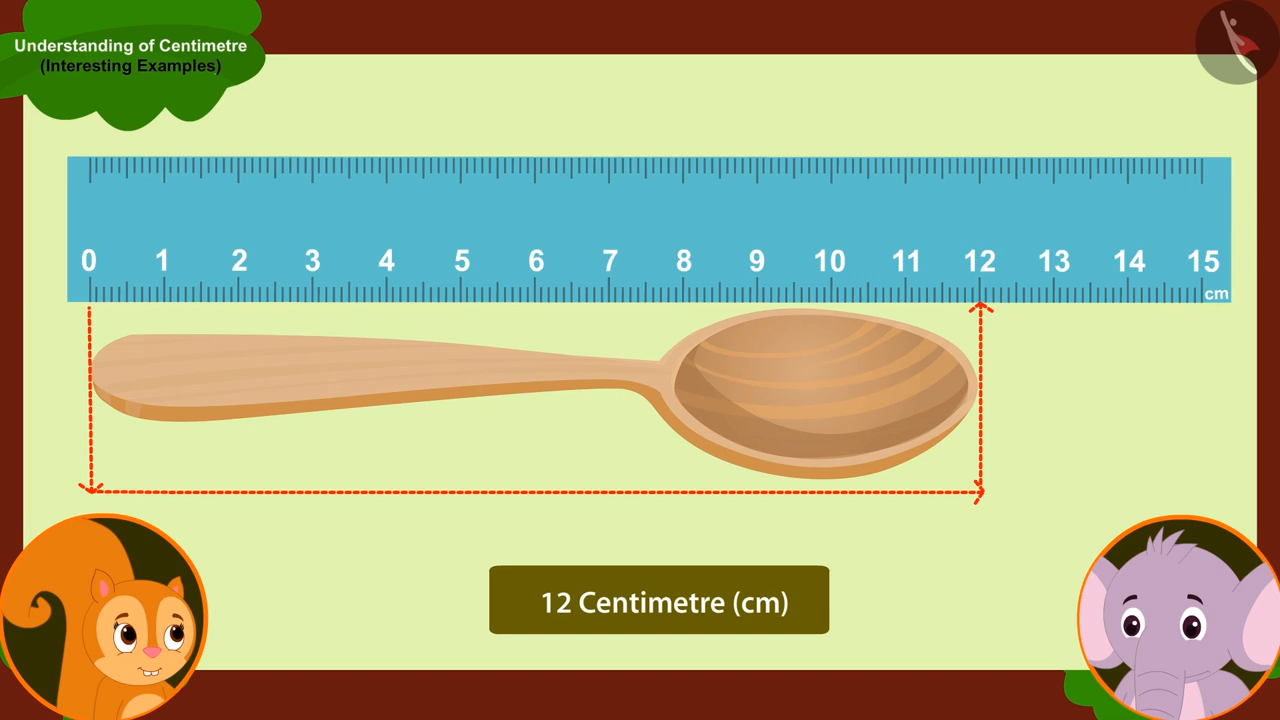 Understanding of Centimetre
(Interesting Examples)
0 1 2 3 4 5 6 7 8 9 10 11 12 13 14 15
cm
12 Centimetre (cm)